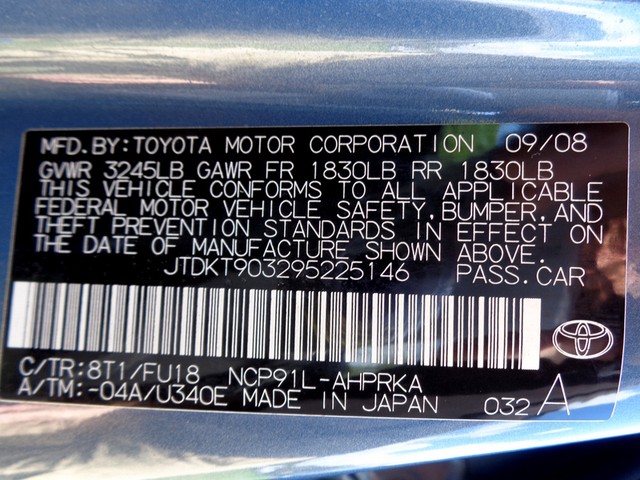 MFD.BY:TOYOTA MOTOR CORPORATION 09/08
GVWR 3245LB GAWR FR 1830LB RR 1830LB
THIS VEHICLE CONFORMS TO ALL APPLICABLE
FEDERAL MOTOR VEHICLE SAFETY,BUMPER,AND
THEFT PREVENTION STANDARDS IN EFFECT ON
THE DATE OF MANUFACTURE SHOWN ABOVE.
JTDKT903295225146 PASS.CAR
C/TR:8T1/FU18 NCP91L-AHPRKA
A/TM:-04A/U340E MADE IN JAPAN 032 A